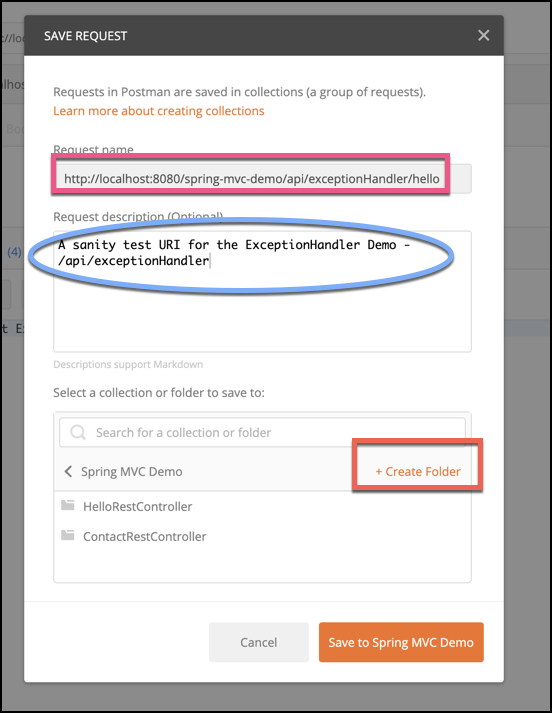 SAVE REQUEST
Requests in Postman are saved in collections (a group of requests).
Learn more about creating collections
Request name
http://localhost:8080/spring-mvc-demo/api/exceptionHandler/hello
Request description (Optional)
A sanity test URI for the ExceptionHandler Demo -
/api/exceptionHandler
(4)
Descriptions support Markdown
Select a collection or folder to save to:
Search for a collection or folder
Spring MVC Demo
+ Create Folder
HelloRestController
ContactRestController
Cancel
Save to Spring MVC Demo